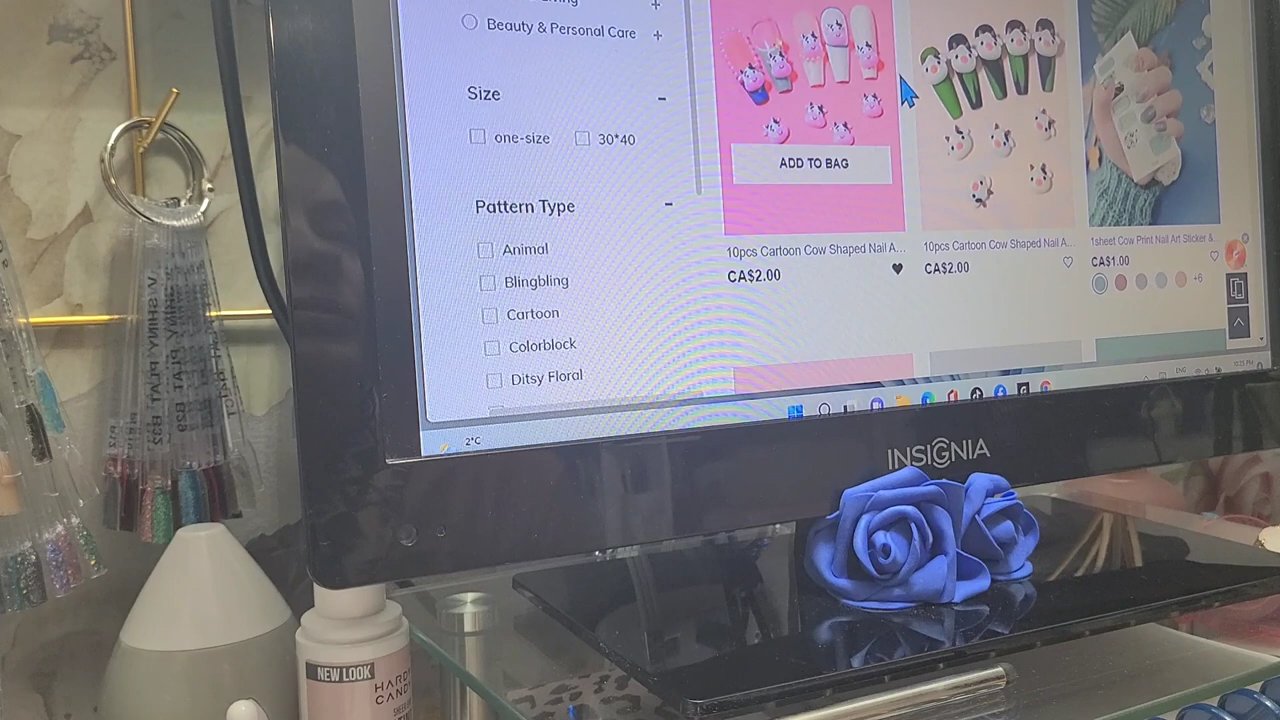 Beauty & Personal Care
Size
one-size
30*40
Pattern Type
Animal
Blingbling
Cartoon
Colorblock
Ditsy Floral
ADD TO BAG
10pcs Cartoon Cow Shaped Nail A...
CA$2.00
10pcs Cartoon Cow Shaped Nail A...
CA$2.00
1sheet Cow Print Nail Art Sticker &...
CA$1.00
+6
2°C
ENG
INSIGNIA
NEW LOOK
HARD
CAND